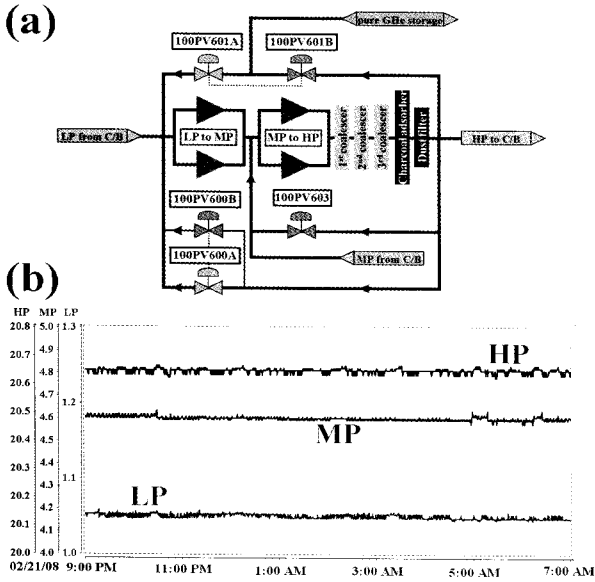 (a)
pure GHe storage
100PV601A
100PV601B
LP from C/B
LP to MP
MP to HP
1st coalescer
2nd coalescer
3rd coalescer
Charcoal adsorber
Dust filter
HP to C/B
100PV600B
100PV603
100PV600A
MP from C/B
(b)
HP MP LP
20.8 5.0 1.3
20.7 4.9
20.6 4.8
4.7 1.2
20.5 4.6
20.4 4.5
20.3 4.4 1.1
4.3
20.2 4.2
20.1 4.1
20.0 4.0 1.0
HP
MP
LP
02/21/08 9:00 PM 11:00 PM 1:00 AM 3:00 AM 5:00 AM 7:00 AM